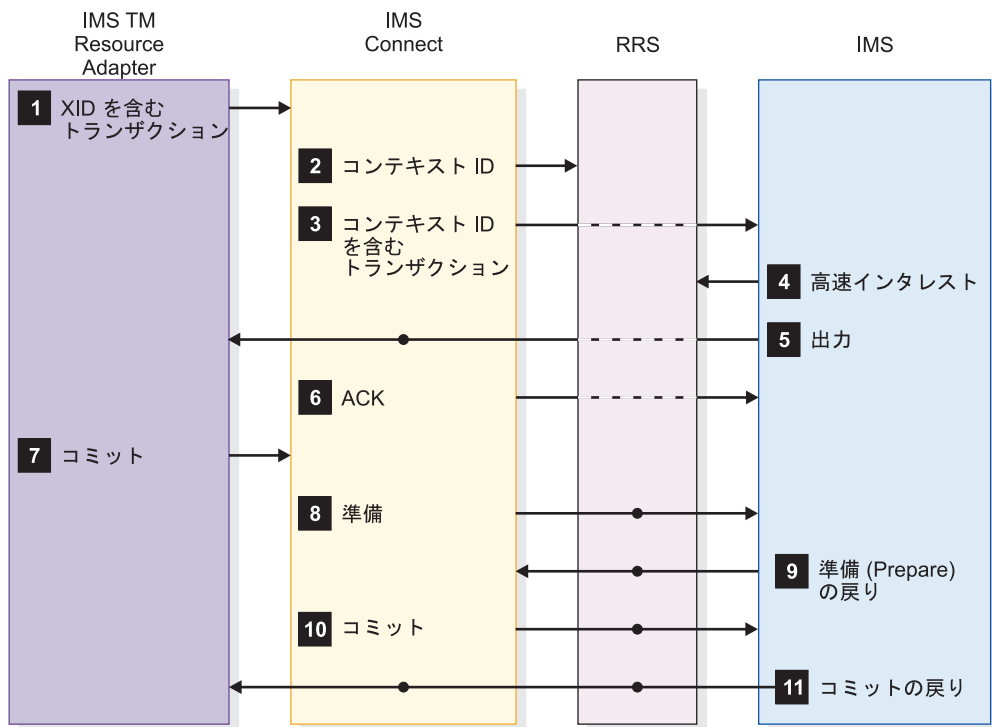 IMS TM
Resource
Adapter
IMS
Connect
RRS
IMS
1 XID を含む
トランザクション
2 コンテキスト ID
3 コンテキスト ID
を含む
トランザクション
4 高速インタレスト
5 出力
6 ACK
7 コミット
8 準備
9 準備 (Prepare)
の戻り
10 コミット
11 コミットの戻り